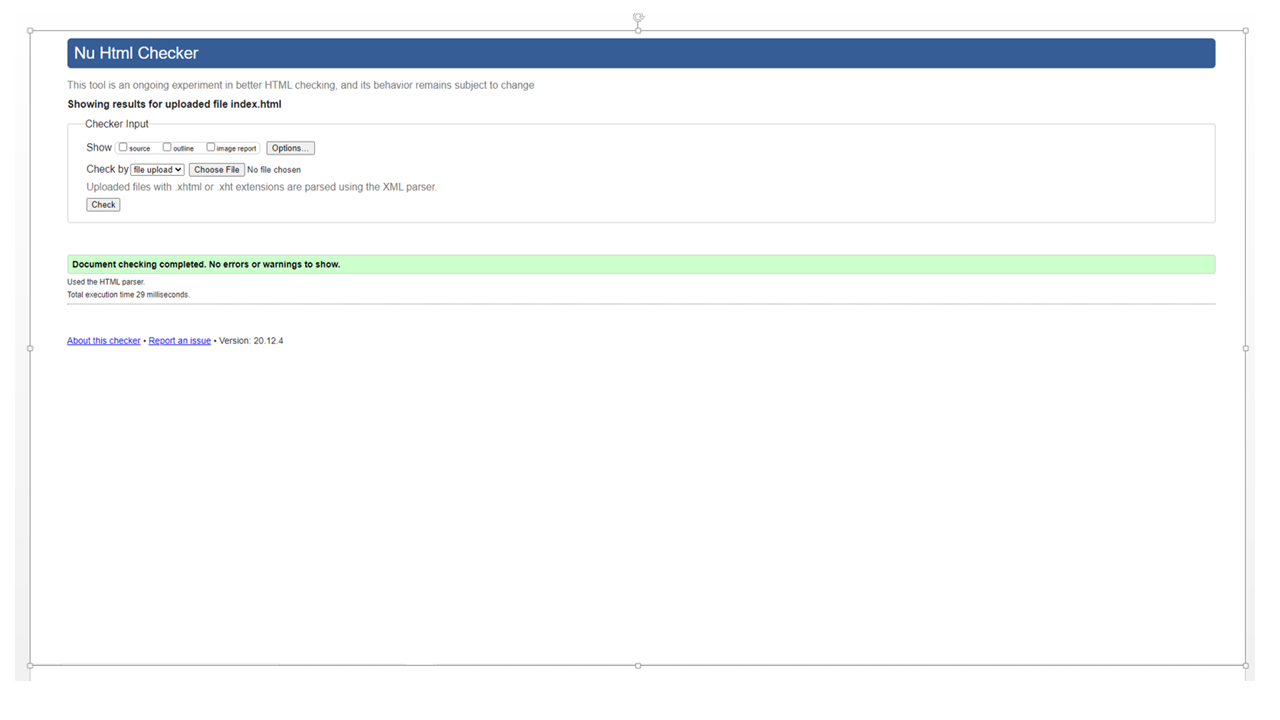 Nu Html Checker
This tool is an ongoing experiment in better HTML checking, and its behavior remains subject to change
Showing results for uploaded file index.html
Checker Input
Show source outline image report Options...
Check by file upload Choose File No file chosen
Uploaded files with .xhtml or .xht extensions are parsed using the XML parser.
Check
Document checking completed. No errors or warnings to show.
Used the HTML parser.
Total execution time 29 milliseconds.
About this checker • Report an issue • Version: 20.12.4